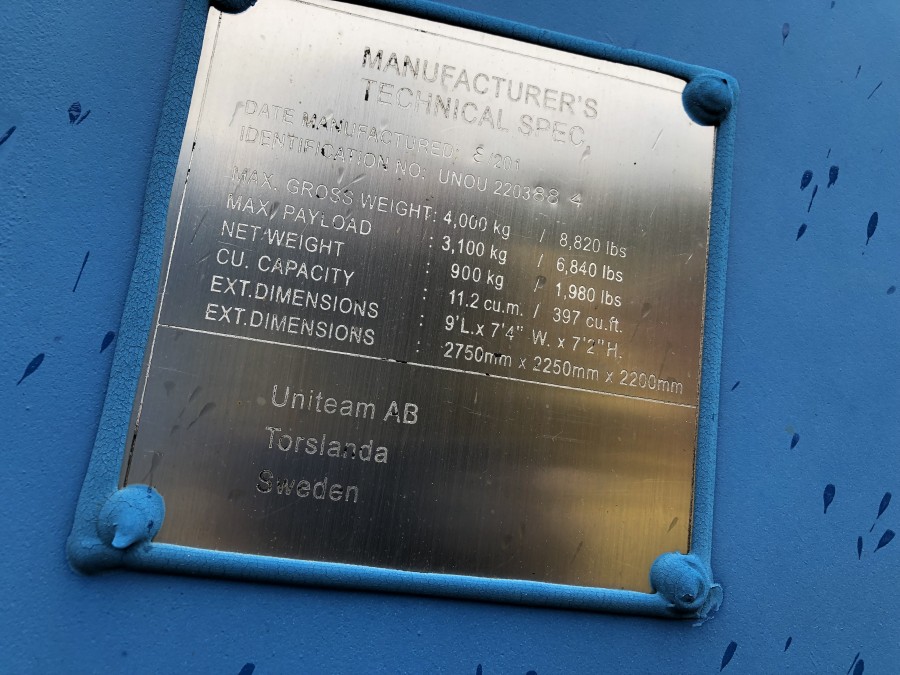 MANUFACTURER'S
TECHNICAL SPEC.
DATE MANUFACTURED: 8/201
IDENTIFICATION NO: UNOU 220388 4
MAX. GROSS WEIGHT: 4,000 kg / 8,820 lbs
MAX. PAYLOAD : 3,100 kg / 6,840 lbs
NET WEIGHT : 900 kg / 1,980 lbs
CU. CAPACITY : 11.2 cu.m. / 397 cu.ft.
EXT.DIMENSIONS : 9'L.x 7'4" W. x 7'2"H.
EXT.DIMENSIONS : 2750mm x 2250mm x 2200mm
Uniteam AB
Torslanda
Sweden